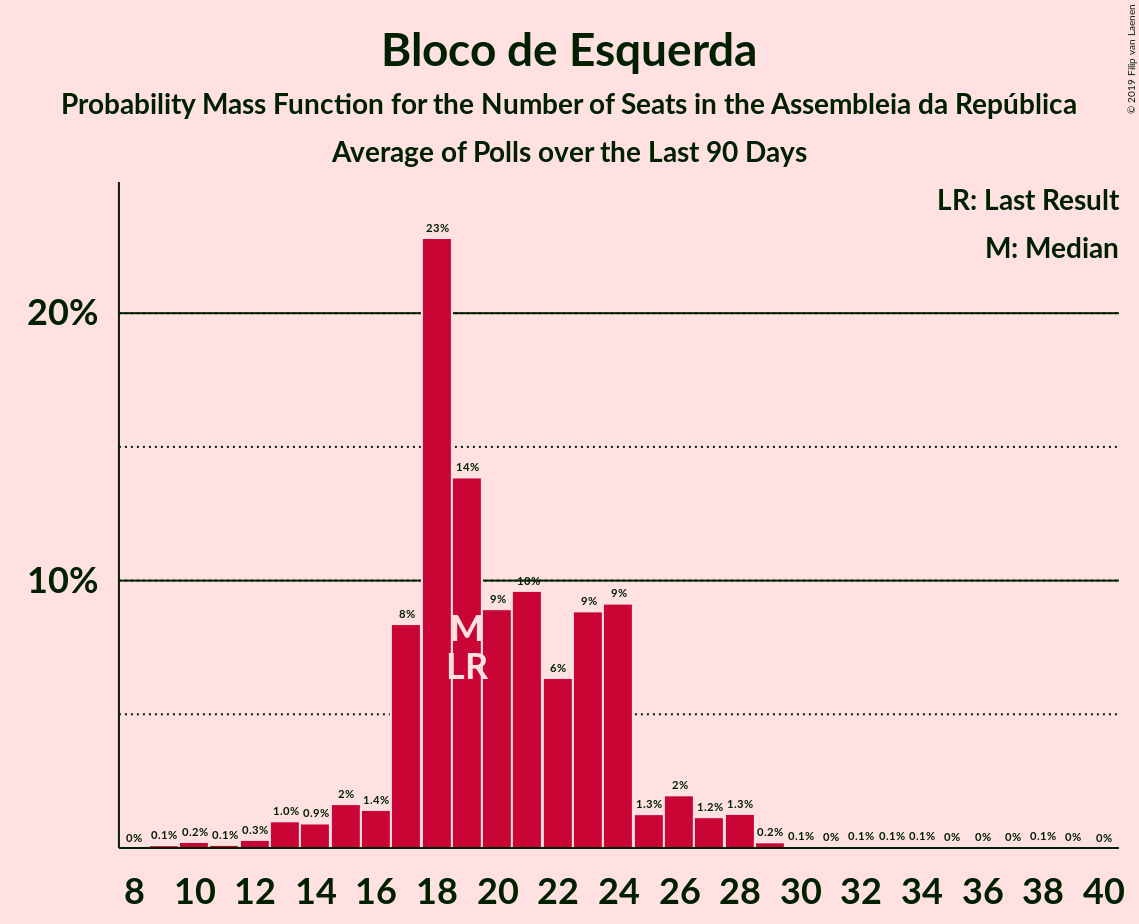 Bloco de Esquerda
Probability Mass Function for the Number of Seats in the Assembleia da República
Average of Polls over the Last 90 Days
© 2019 Filip van Laenen
LR: Last Result
M: Median
20%
10%
0% 0.1% 0.2% 0.1% 0.3% 1.0% 0.9% 2% 1.4% 8% 23% 14% 9% 10% 6% 9% 9% 1.3% 2% 1.2% 1.3% 0.2% 0.1% 0% 0.1% 0.1% 0.1% 0% 0% 0% 0.1% 0% 0%
M
LR
8 10 12 14 16 18 20 22 24 26 28 30 32 34 36 38 40